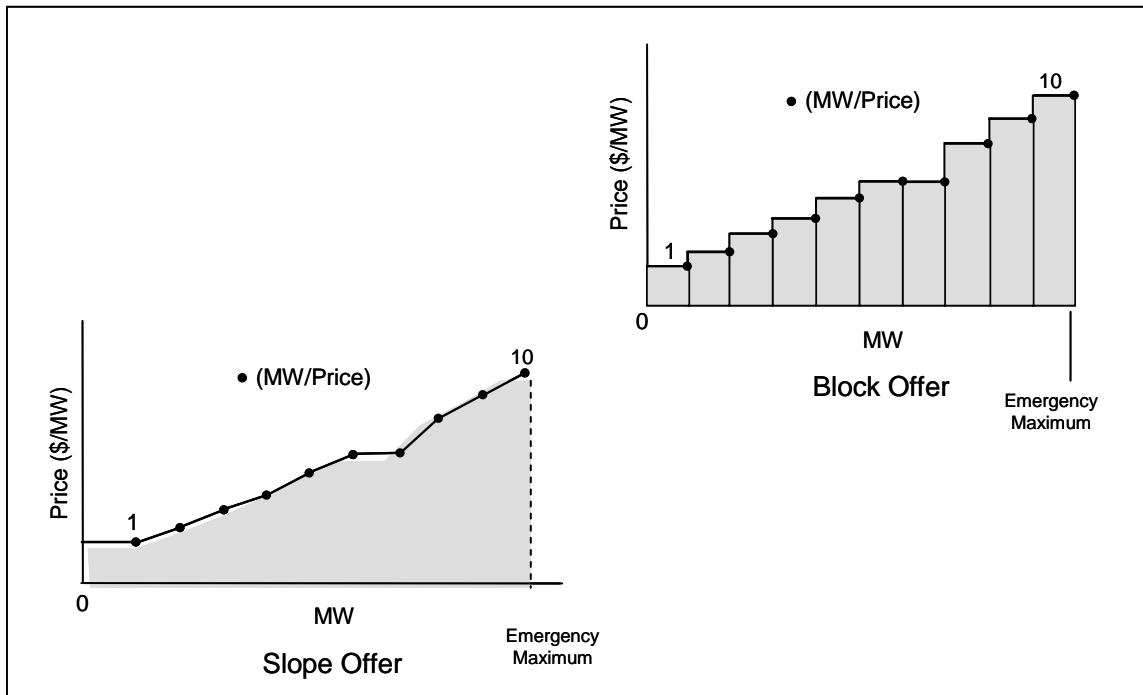 10
(MW/Price)
Price ($/MW)
1
0
MW
Block Offer
Emergency
Maximum
10
(MW/Price)
Price ($/MW)
1
0
MW
Slope Offer
Emergency
Maximum